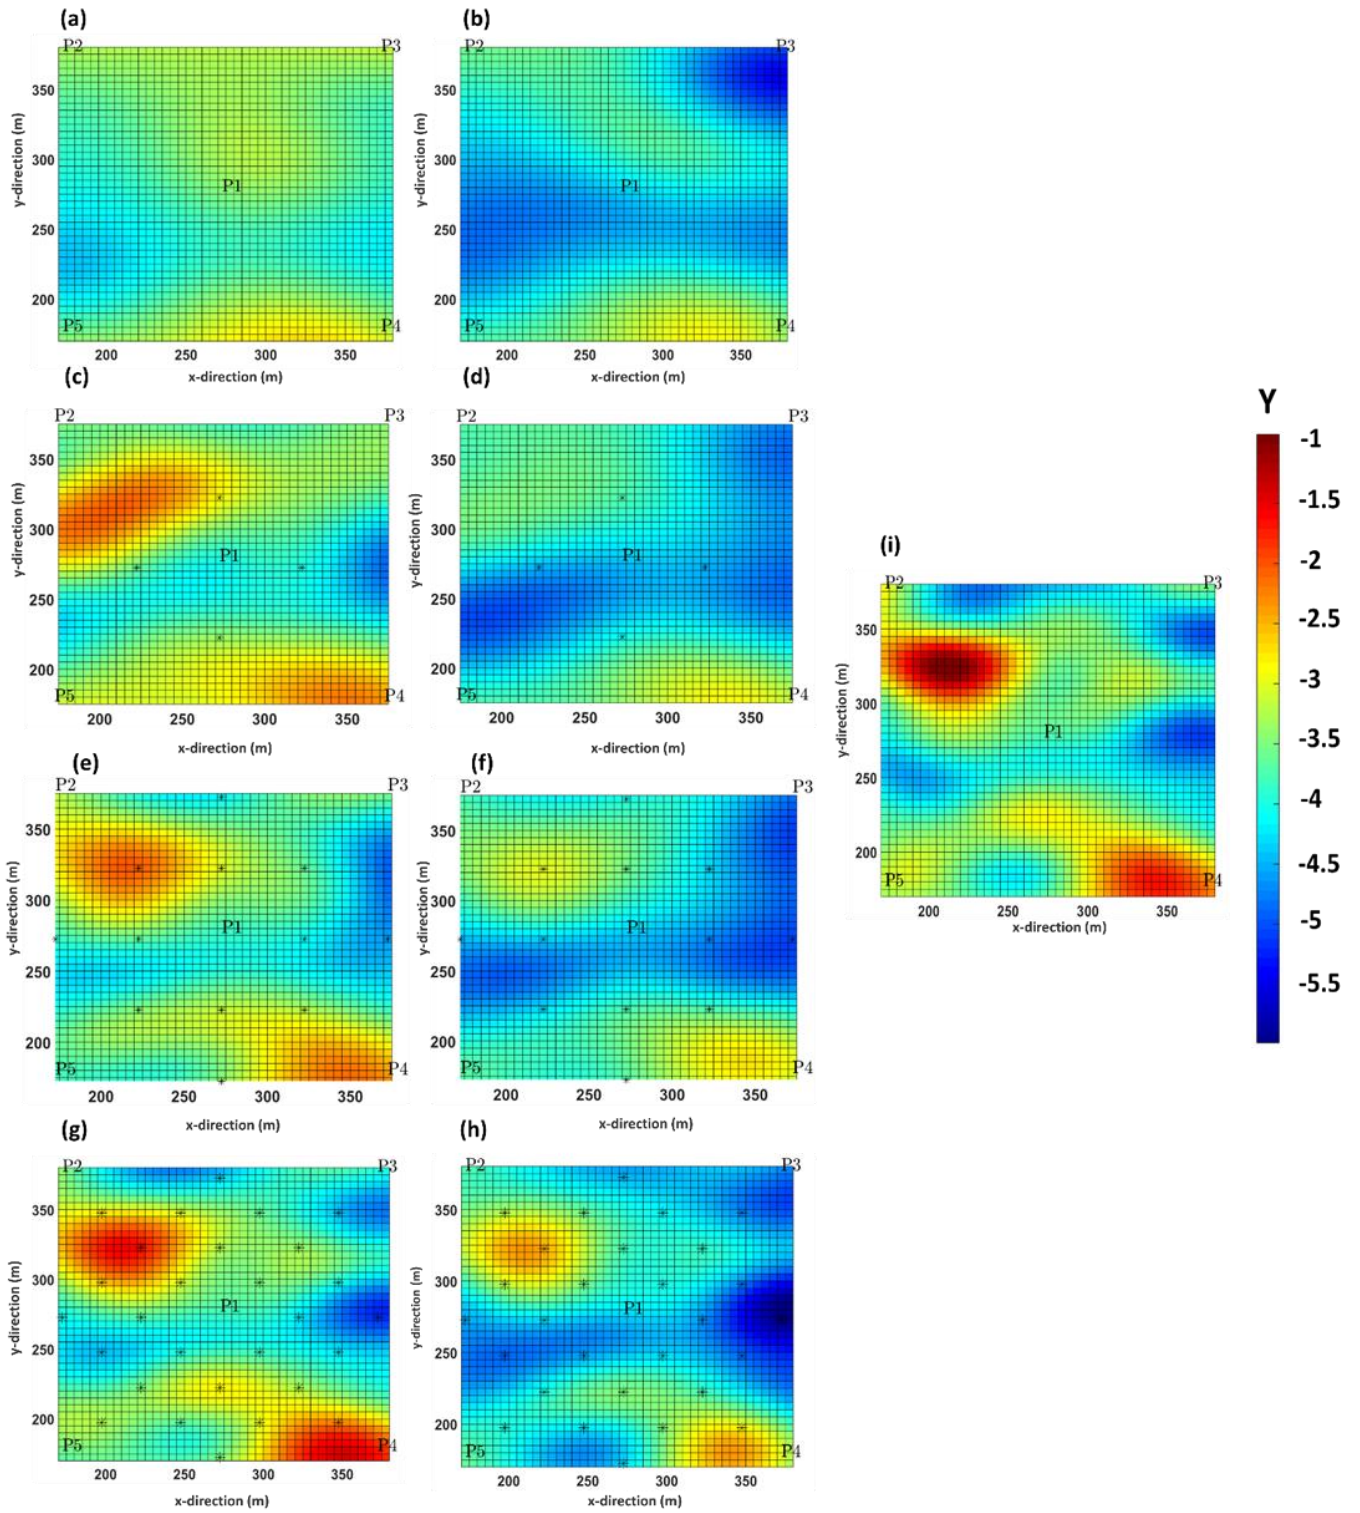 (a)
P2 P3
350
300
250
200
P1
P5 P4
200 250 300 350
x-direction (m)
y-direction (m)
(b)
P2 P3
350
300
250
200
P1
P5 P4
200 250 300 350
x-direction (m)
y-direction (m)
(c)
P2 P3
350
300
250
200
P1
P5 P4
200 250 300 350
x-direction (m)
y-direction (m)
(d)
P2 P3
350
300
250
200
P1
P5 P4
200 250 300 350
x-direction (m)
y-direction (m)
(e)
P2 P3
350
300
250
200
P1
P5 P4
200 250 300 350
x-direction (m)
y-direction (m)
(f)
P2 P3
350
300
250
200
P1
P5 P4
200 250 300 350
x-direction (m)
y-direction (m)
(g)
P2 P3
350
300
250
200
P1
P5 P4
200 250 300 350
x-direction (m)
y-direction (m)
(h)
P2 P3
350
300
250
200
P1
P5 P4
200 250 300 350
x-direction (m)
y-direction (m)
(i)
P2 P3
350
300
250
200
P1
P5 P4
200 250 300 350
x-direction (m)
y-direction (m)
Y
-1
-1.5
-2
-2.5
-3
-3.5
-4
-4.5
-5
-5.5